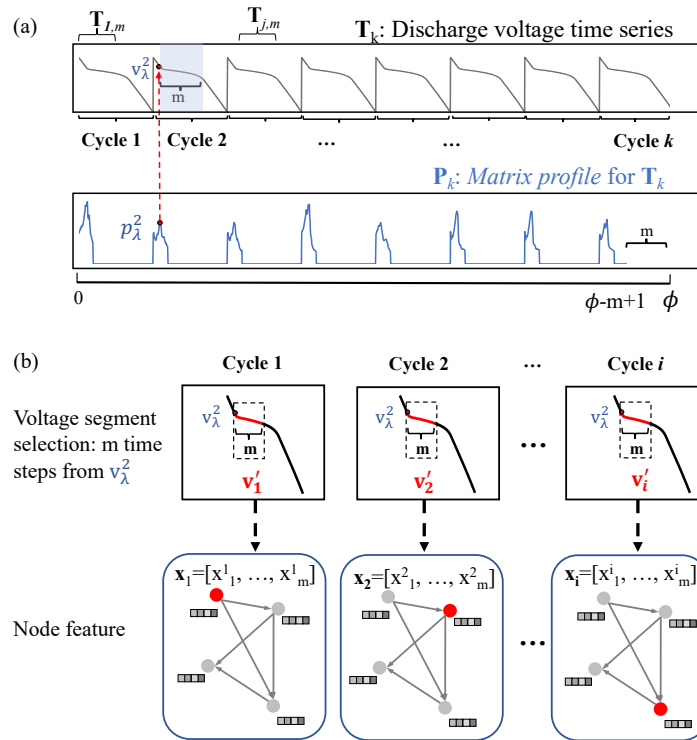 (a)
T1,m
Tj,m
Tk: Discharge voltage time series
v²λ
m
Cycle 1
Cycle 2
...
...
Cycle k
Pk: Matrix profile for Tk
p²λ
m
0
ϕ-m+1
ϕ
(b)
Cycle 1
Cycle 2
...
Cycle i
Voltage segment
selection: m time
steps from v²λ
v²λ
m
v′1
v²λ
m
v′2
...
v²λ
m
v′i
Node feature
x1=[x¹1, …, x¹m]
x2=[x²1, …, x²m]
...
xi=[xⁱ1, …, xⁱm]